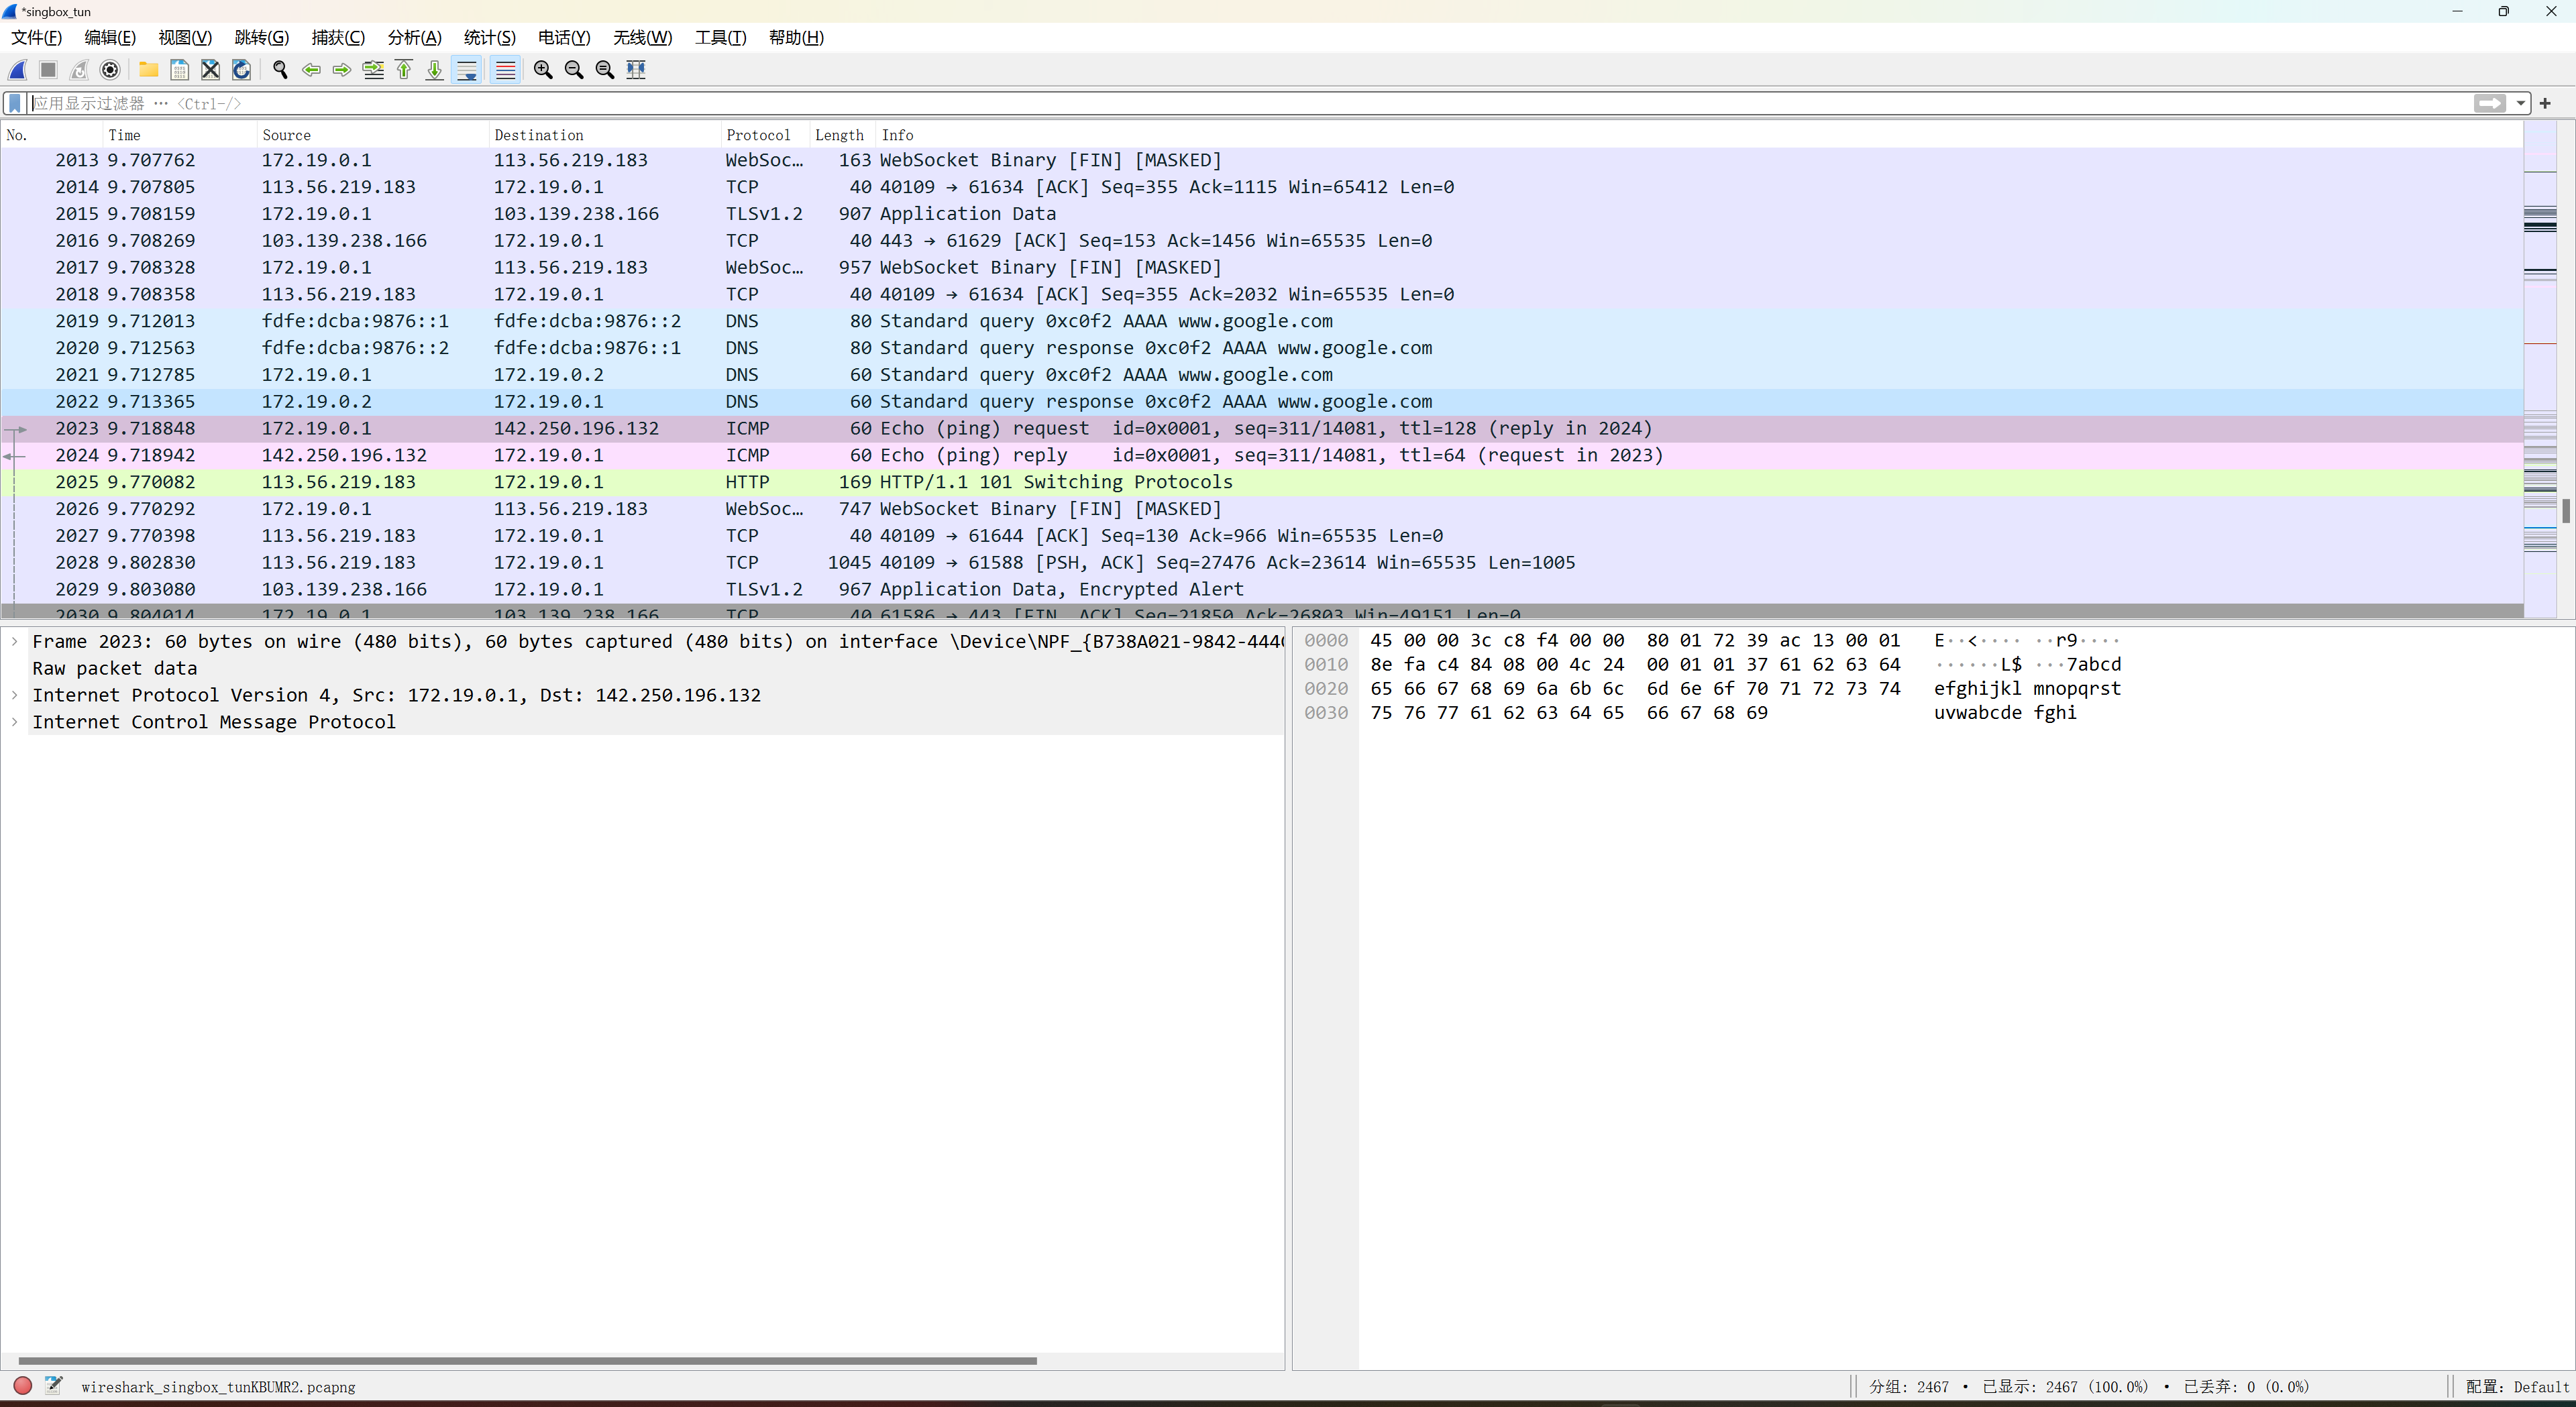 *singbox_tun
文件(F) 编辑(E) 视图(V) 跳转(G) 捕获(C) 分析(A) 统计(S) 电话(Y) 无线(W) 工具(T) 帮助(H)
应用显示过滤器 … <Ctrl-/>
No. Time Source Destination Protocol Length Info
2013 9.707762 172.19.0.1 113.56.219.183 WebSoc… 163 WebSocket Binary [FIN] [MASKED]
2014 9.707805 113.56.219.183 172.19.0.1 TCP 40 40109 → 61634 [ACK] Seq=355 Ack=1115 Win=65412 Len=0
2015 9.708159 172.19.0.1 103.139.238.166 TLSv1.2 907 Application Data
2016 9.708269 103.139.238.166 172.19.0.1 TCP 40 443 → 61629 [ACK] Seq=153 Ack=1456 Win=65535 Len=0
2017 9.708328 172.19.0.1 113.56.219.183 WebSoc… 957 WebSocket Binary [FIN] [MASKED]
2018 9.708358 113.56.219.183 172.19.0.1 TCP 40 40109 → 61634 [ACK] Seq=355 Ack=2032 Win=65535 Len=0
2019 9.712013 fdfe:dcba:9876::1 fdfe:dcba:9876::2 DNS 80 Standard query 0xc0f2 AAAA www.google.com
2020 9.712563 fdfe:dcba:9876::2 fdfe:dcba:9876::1 DNS 80 Standard query response 0xc0f2 AAAA www.google.com
2021 9.712785 172.19.0.1 172.19.0.2 DNS 60 Standard query 0xc0f2 AAAA www.google.com
2022 9.713365 172.19.0.2 172.19.0.1 DNS 60 Standard query response 0xc0f2 AAAA www.google.com
2023 9.718848 172.19.0.1 142.250.196.132 ICMP 60 Echo (ping) request id=0x0001, seq=311/14081, ttl=128 (reply in 2024)
2024 9.718942 142.250.196.132 172.19.0.1 ICMP 60 Echo (ping) reply id=0x0001, seq=311/14081, ttl=64 (request in 2023)
2025 9.770082 113.56.219.183 172.19.0.1 HTTP 169 HTTP/1.1 101 Switching Protocols
2026 9.770292 172.19.0.1 113.56.219.183 WebSoc… 747 WebSocket Binary [FIN] [MASKED]
2027 9.770398 113.56.219.183 172.19.0.1 TCP 40 40109 → 61644 [ACK] Seq=130 Ack=966 Win=65535 Len=0
2028 9.802830 113.56.219.183 172.19.0.1 TCP 1045 40109 → 61588 [PSH, ACK] Seq=27476 Ack=23614 Win=65535 Len=1005
2029 9.803080 103.139.238.166 172.19.0.1 TLSv1.2 967 Application Data, Encrypted Alert
2030 9.804014 172.19.0.1 103.139.238.166 TCP 40 61586 → 443 [FIN, ACK] Seq=21850 Ack=26803 Win=49151 Len=0
Frame 2023: 60 bytes on wire (480 bits), 60 bytes captured (480 bits) on interface \Device\NPF_{B738A021-9842-444
Raw packet data
Internet Protocol Version 4, Src: 172.19.0.1, Dst: 142.250.196.132
Internet Control Message Protocol
0000 45 00 00 3c c8 f4 00 00 80 01 72 39 ac 13 00 01 E··<···· ··r9····
0010 8e fa c4 84 08 00 4c 24 00 01 01 37 61 62 63 64 ······L$ ···7abcd
0020 65 66 67 68 69 6a 6b 6c 6d 6e 6f 70 71 72 73 74 efghijkl mnopqrst
0030 75 76 77 61 62 63 64 65 66 67 68 69 uvwabcde fghi
wireshark_singbox_tunKBUMR2.pcapng 分组: 2467 • 已显示: 2467 (100.0%) • 已丢弃: 0 (0.0%) 配置: Default